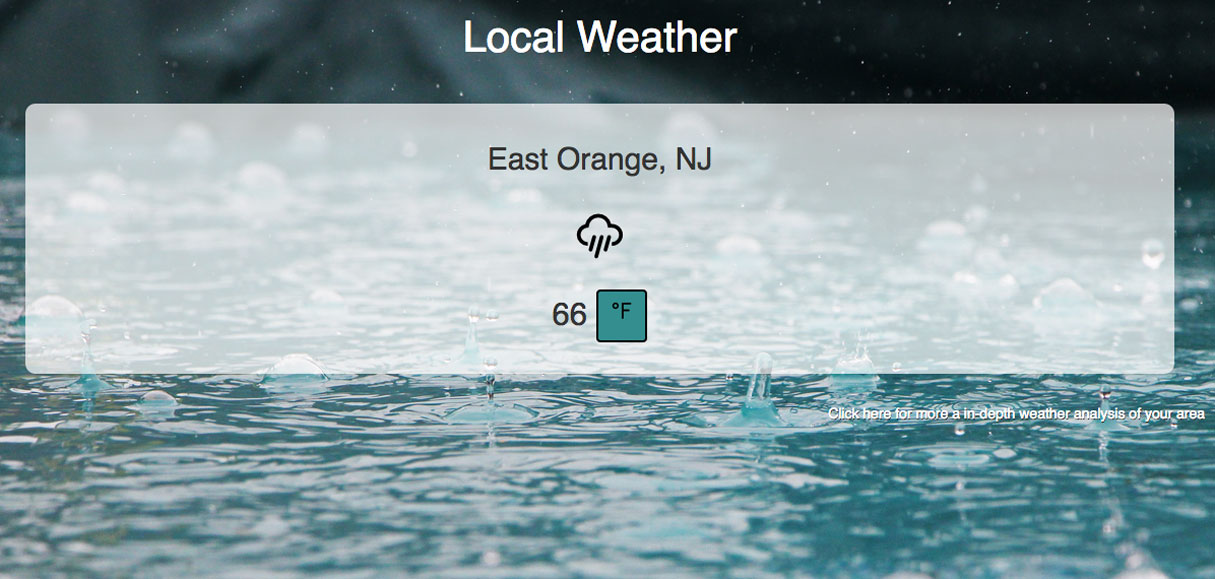 Local Weather
East Orange, NJ
66 °F
Click here for more a in-depth weather analysis of your area